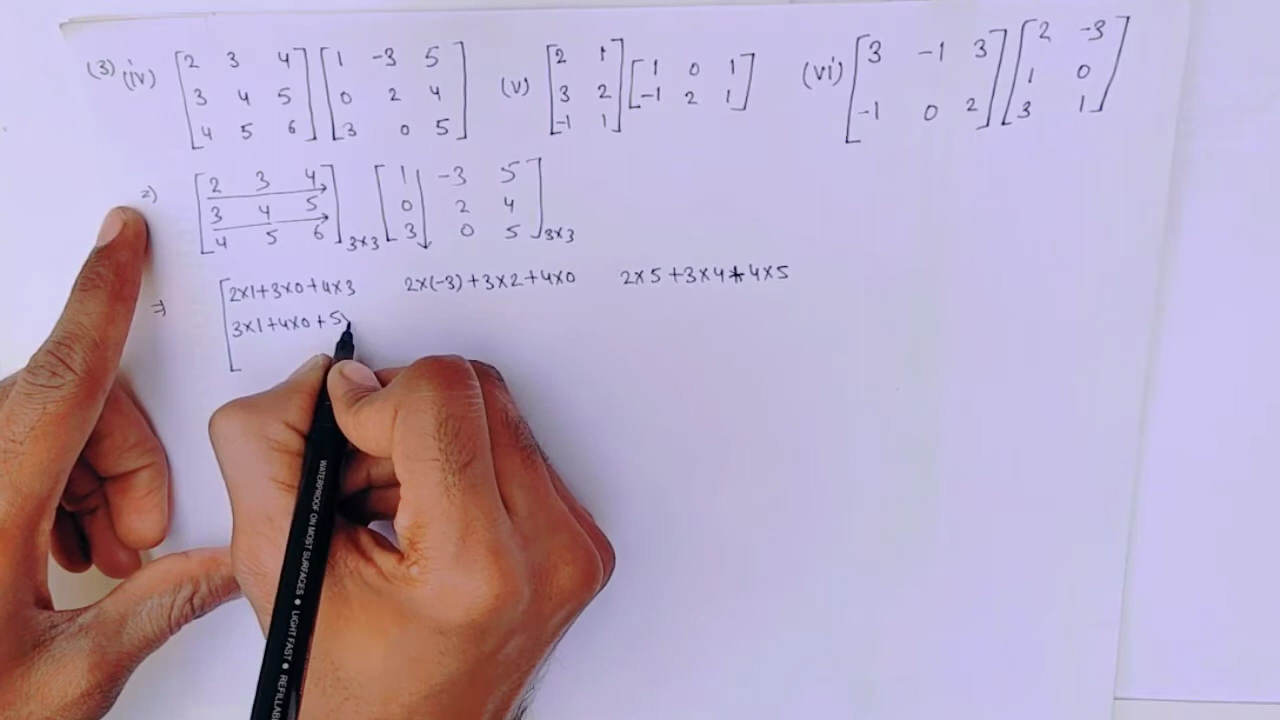 (3) (iv) [2 3 4] [1 -3 5] (v) [2 1] [1 0 1] (vi) [3 -1 3] [2 -3]
3 4 5 0 2 4 3 2 -1 2 1 1 0
4 5 6 3 0 5 -1 1 -1 0 2 3 1
2 3 4 1 -3 5
3 4 5 0 2 4
4 5 6 3×3 3 0 5 3×3
⇒ 2×1+3×0+4×3 2×(-3)+3×2+4×0 2×5+3×4+4×5
3×1+4×0+5
WATERPROOF ON MOST SURFACES ● LIGHT FAST ● REFILLAB